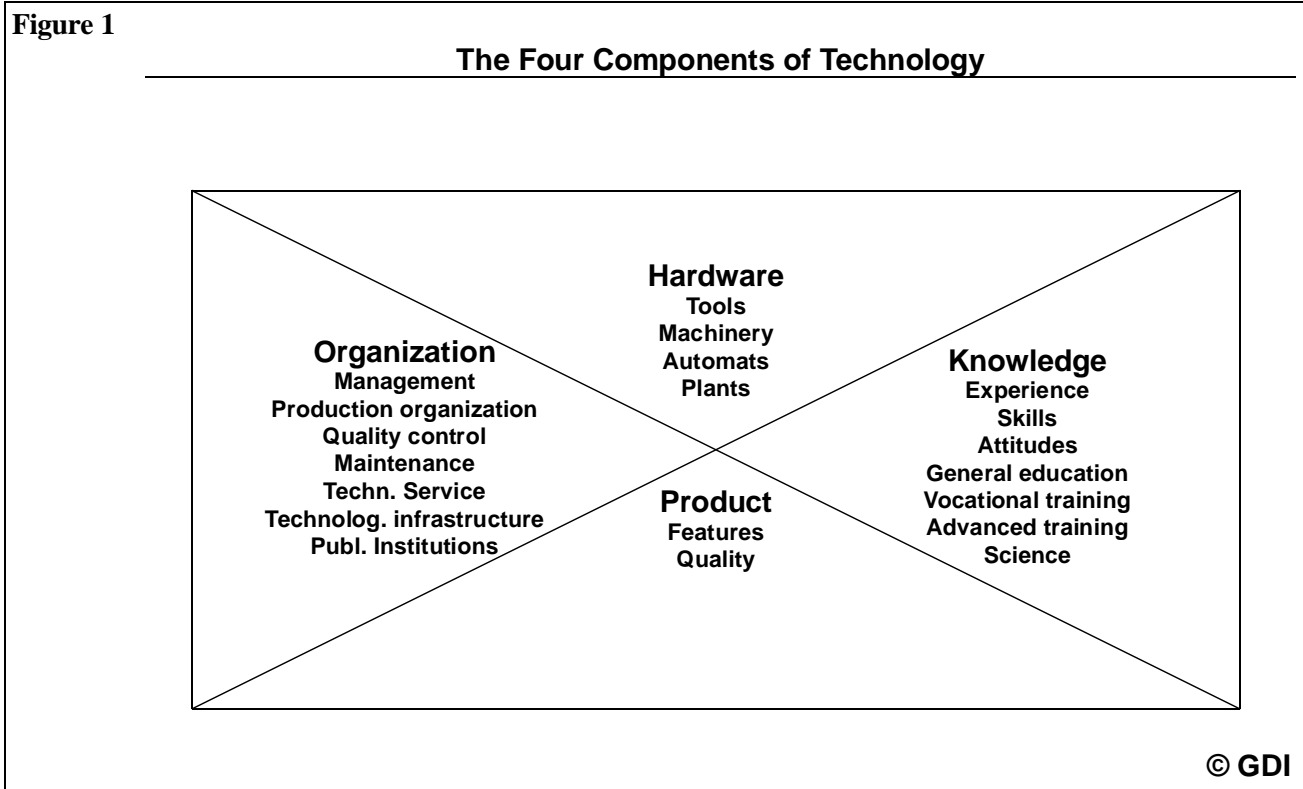 Figure 1
The Four Components of Technology
Hardware
Tools
Machinery
Automats
Plants
Organization
Management
Production organization
Quality control
Maintenance
Techn. Service
Technolog. infrastructure
Publ. Institutions
Knowledge
Experience
Skills
Attitudes
General education
Vocational training
Advanced training
Science
Product
Features
Quality
© GDI